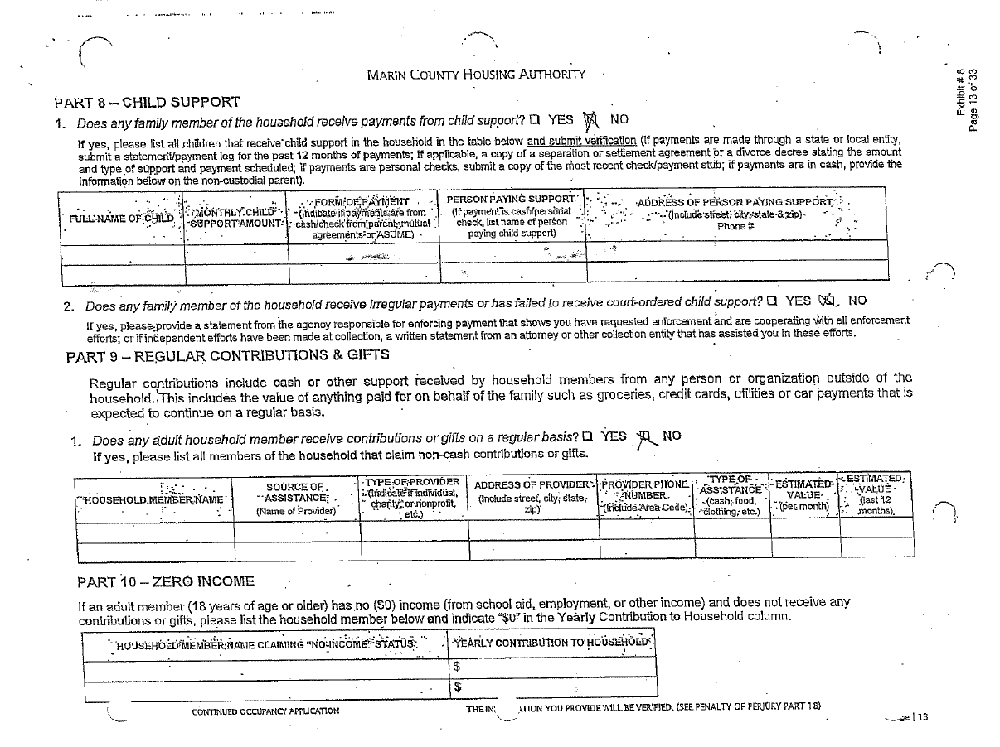 MARIN COUNTY HOUSING AUTHORITY
Exhibit # 8
Page 13 of 33
PART 8 – CHILD SUPPORT
1. Does any family member of the household receive payments from child support? ☐ YES ☒ NO
If yes, please list all children that receive child support in the household in the table below and submit verification (if payments are made through a state or local entity,
submit a statement/payment log for the past 12 months of payments; if applicable, a copy of a separation or settlement agreement or a divorce decree stating the amount
and type of support and payment scheduled; if payments are personal checks, submit a copy of the most recent check/payment stub; if payments are in cash, provide the
information below on the non-custodial parent).
FULL NAME OF CHILD
MONTHLY CHILD
SUPPORT AMOUNT
FORM OF PAYMENT
(Indicate if payments are from
cash/check from parent, mutual
agreements or ASUME)
PERSON PAYING SUPPORT
(If payment is cash/personal
check, list name of person
paying child support)
ADDRESS OF PERSON PAYING SUPPORT
(Include street, city, state & zip)
Phone #
2. Does any family member of the household receive irregular payments or has failed to receive court-ordered child support? ☐ YES ☒ NO
If yes, please provide a statement from the agency responsible for enforcing payment that shows you have requested enforcement and are cooperating with all enforcement
efforts; or if independent efforts have been made at collection, a written statement from an attorney or other collection entity that has assisted you in these efforts.
PART 9 – REGULAR CONTRIBUTIONS & GIFTS
Regular contributions include cash or other support received by household members from any person or organization outside of the
household. This includes the value of anything paid for on behalf of the family such as groceries, credit cards, utilities or car payments that is
expected to continue on a regular basis.
1. Does any adult household member receive contributions or gifts on a regular basis? ☐ YES ☒ NO
If yes, please list all members of the household that claim non-cash contributions or gifts.
HOUSEHOLD MEMBER NAME
SOURCE OF
ASSISTANCE
(Name of Provider)
TYPE OF PROVIDER
(Indicate if individual,
charity, or nonprofit,
etc.)
ADDRESS OF PROVIDER
(Include street, city, state,
zip)
PROVIDER PHONE
NUMBER
(Include Area Code)
TYPE OF
ASSISTANCE
(cash, food,
clothing, etc.)
ESTIMATED
VALUE
(per month)
ESTIMATED
VALUE
(last 12
months)
PART 10 – ZERO INCOME
If an adult member (18 years of age or older) has no ($0) income (from school aid, employment, or other income) and does not receive any
contributions or gifts, please list the household member below and indicate "$0" in the Yearly Contribution to Household column.
HOUSEHOLD MEMBER NAME CLAIMING "NO INCOME" STATUS
YEARLY CONTRIBUTION TO HOUSEHOLD
$
$
CONTINUED OCCUPANCY APPLICATION
THE IN ATION YOU PROVIDE WILL BE VERIFIED. (SEE PENALTY OF PERJURY PART 18)
ge | 13